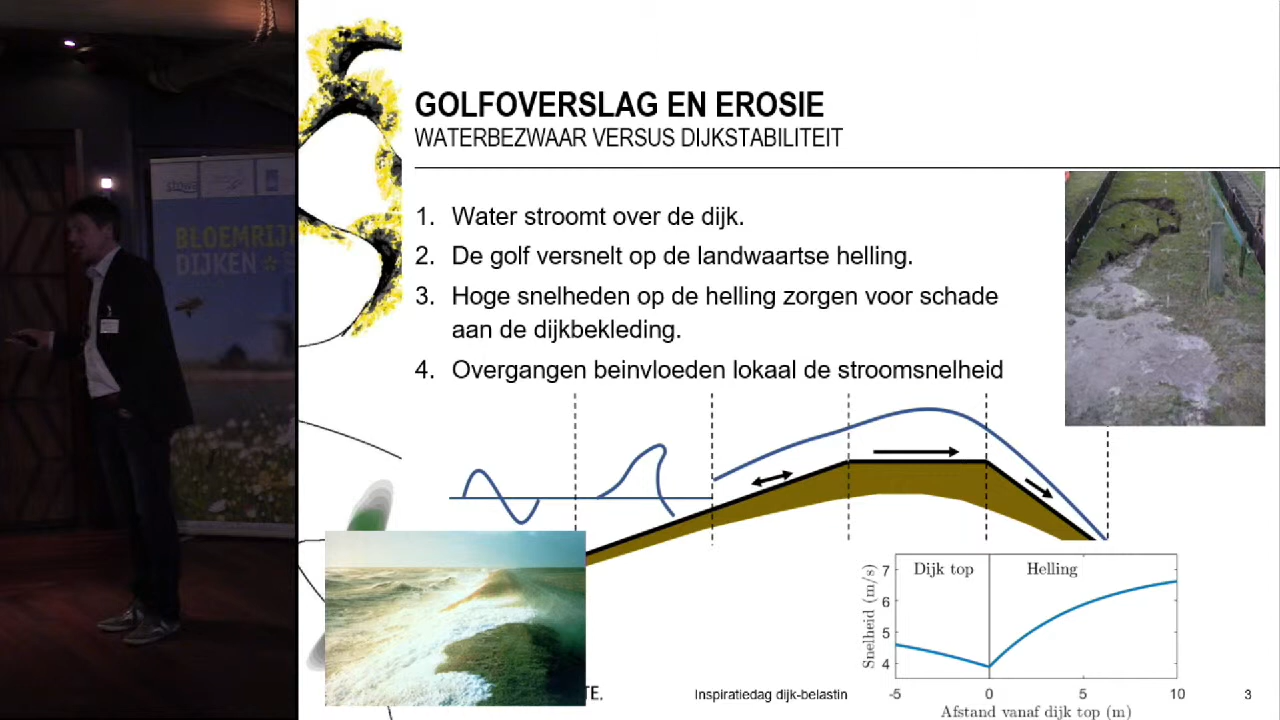 GOLFOVERSLAG EN EROSIE
WATERBEZWAAR VERSUS DIJKSTABILITEIT
1. Water stroomt over de dijk.
2. De golf versnelt op de landwaartse helling.
3. Hoge snelheden op de helling zorgen voor schade
aan de dijkbekleding.
4. Overgangen beinvloeden lokaal de stroomsnelheid
stowa
BLOEMRIJ
DIJKEN
Dijk top
Helling
Snelheid (m/s)
7
6
5
4
-5 0 5 10
Afstand vanaf dijk top (m)
TE.
Inspiratiedag dijk-belastin
3